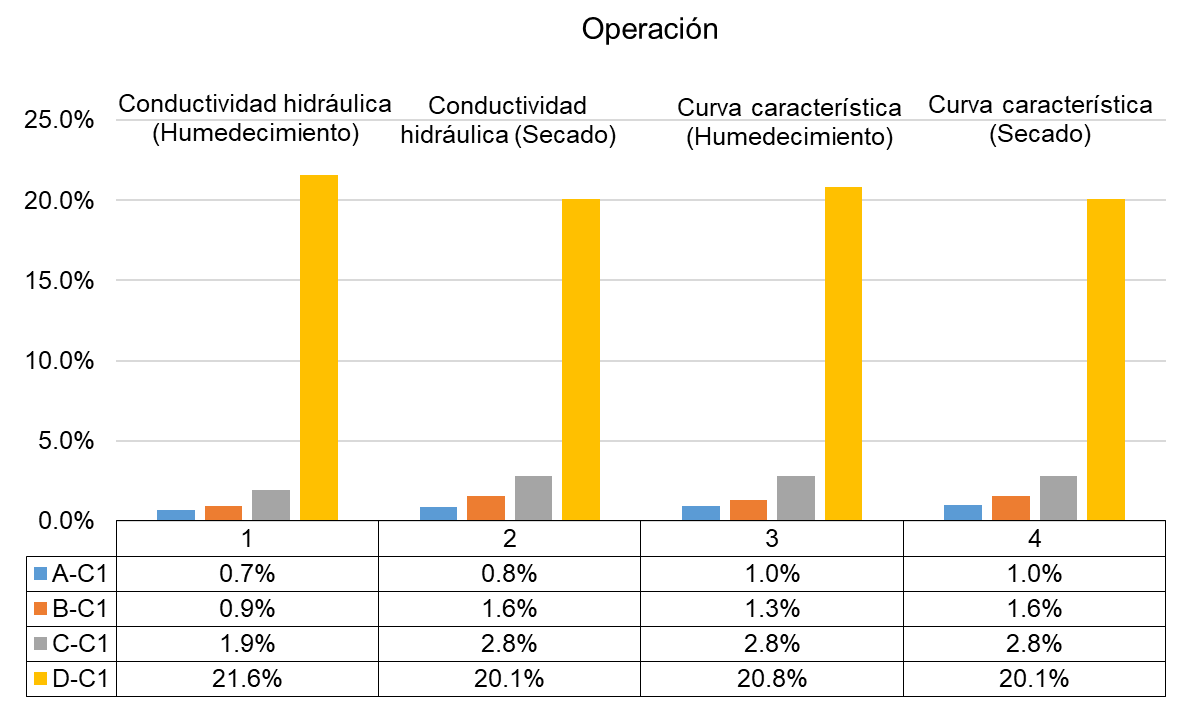 Operación
Conductividad hidráulica
(Humedecimiento)
Conductividad
hidráulica (Secado)
Curva característica
(Humedecimiento)
Curva característica
(Secado)
25.0%
20.0%
15.0%
10.0%
5.0%
0.0%
1 2 3 4
A-C1 0.7% 0.8% 1.0% 1.0%
B-C1 0.9% 1.6% 1.3% 1.6%
C-C1 1.9% 2.8% 2.8% 2.8%
D-C1 21.6% 20.1% 20.8% 20.1%